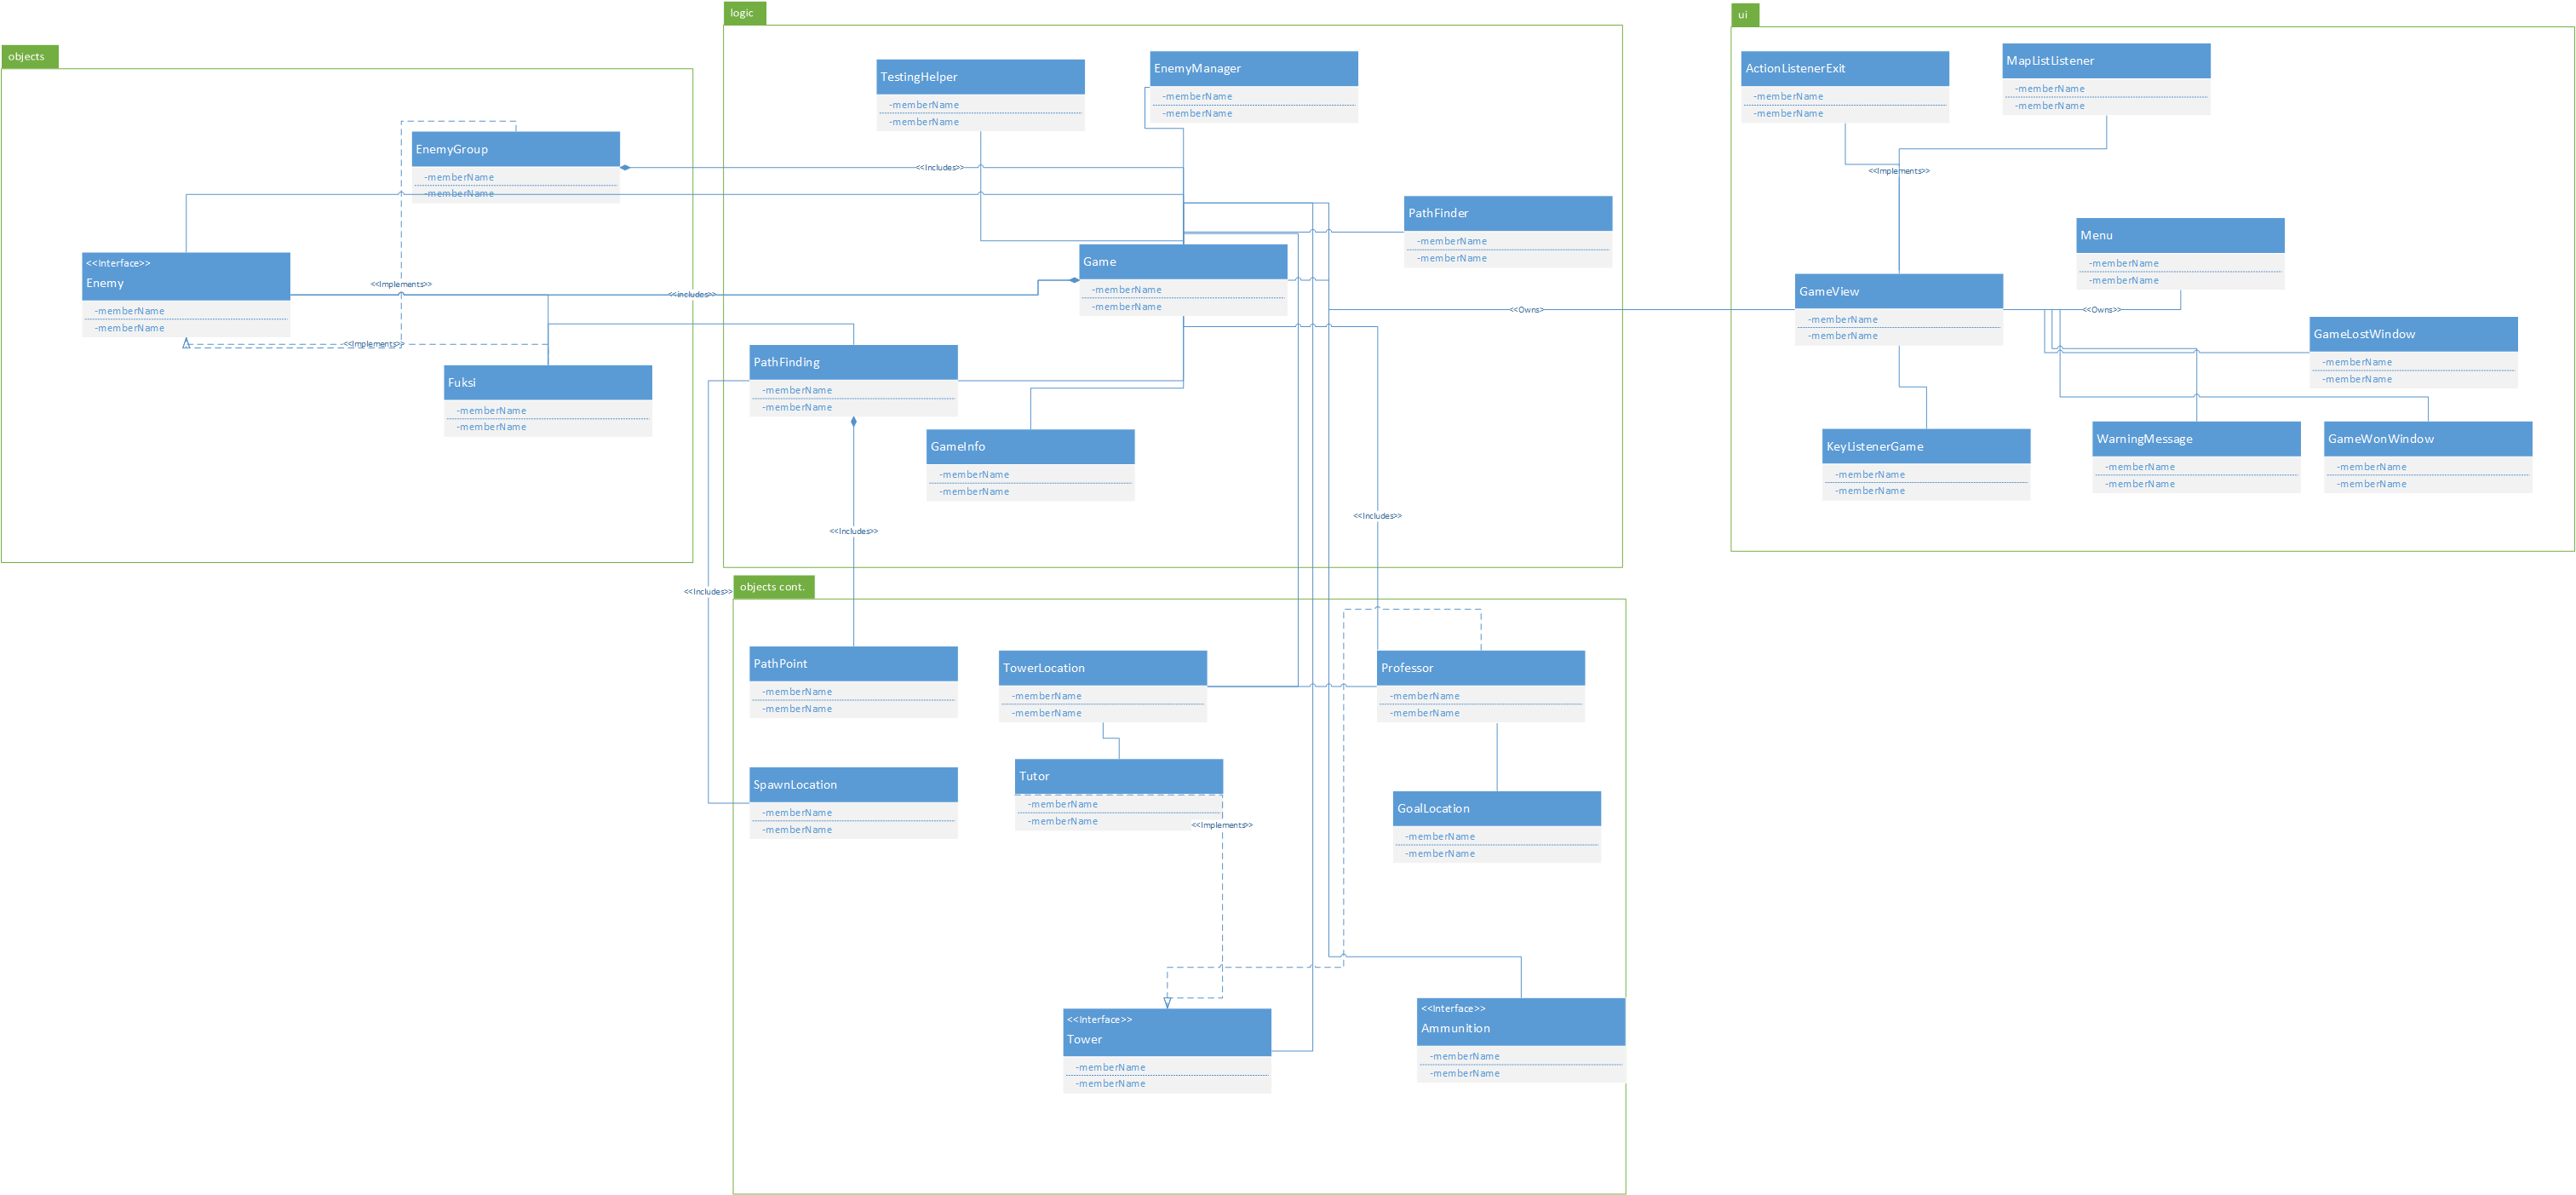 objects
EnemyGroup
-memberName
-memberName
<<Interface>>
Enemy
-memberName
-memberName
<<Implements>>
<<Implements>>
Fuksi
-memberName
-memberName
<<Includes>>
<<includes>>
logic
TestingHelper
-memberName
-memberName
EnemyManager
-memberName
-memberName
PathFinder
-memberName
-memberName
Game
-memberName
-memberName
PathFinding
-memberName
-memberName
GameInfo
-memberName
-memberName
<<Includes>>
<<Includes>>
<<Includes>>
<<Owns>
ui
ActionListenerExit
-memberName
-memberName
MapListListener
-memberName
-memberName
<<Implements>>
Menu
-memberName
-memberName
GameView
-memberName
-memberName
<<Owns>>
GameLostWindow
-memberName
-memberName
KeyListenerGame
-memberName
-memberName
WarningMessage
-memberName
-memberName
GameWonWindow
-memberName
-memberName
objects cont.
PathPoint
-memberName
-memberName
TowerLocation
-memberName
-memberName
Professor
-memberName
-memberName
SpawnLocation
-memberName
-memberName
Tutor
-memberName
-memberName
<<Implements>>
GoalLocation
-memberName
-memberName
<<Interface>>
Tower
-memberName
-memberName
<<Interface>>
Ammunition
-memberName
-memberName